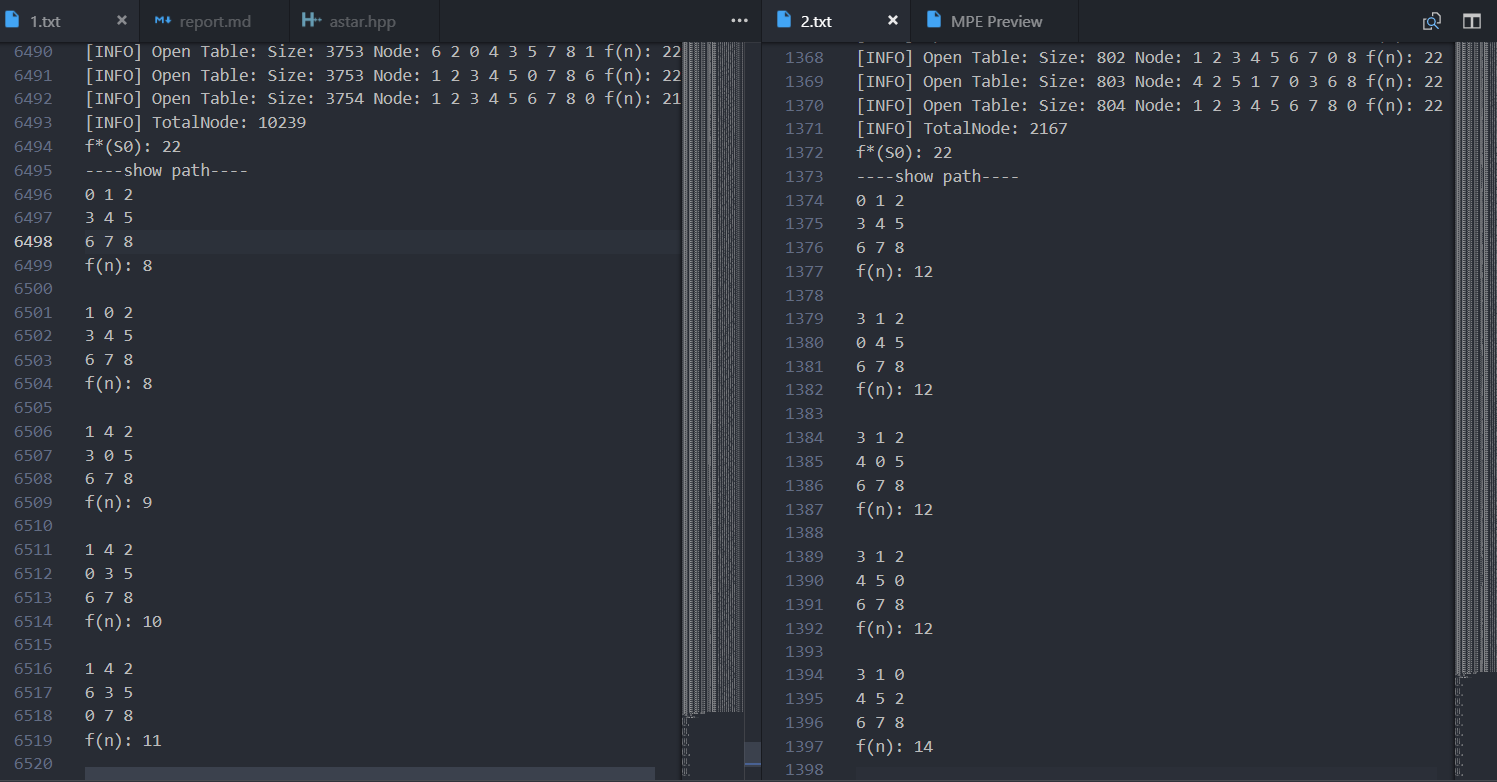 1.txt
report.md
astar.hpp
6490 [INFO] Open Table: Size: 3753 Node: 6 2 0 4 3 5 7 8 1 f(n): 22
6491 [INFO] Open Table: Size: 3753 Node: 1 2 3 4 5 0 7 8 6 f(n): 22
6492 [INFO] Open Table: Size: 3754 Node: 1 2 3 4 5 6 7 8 0 f(n): 21
6493 [INFO] TotalNode: 10239
6494 f*(S0): 22
6495 ----show path----
6496 0 1 2
6497 3 4 5
6498 6 7 8
6499 f(n): 8
6500
6501 1 0 2
6502 3 4 5
6503 6 7 8
6504 f(n): 8
6505
6506 1 4 2
6507 3 0 5
6508 6 7 8
6509 f(n): 9
6510
6511 1 4 2
6512 0 3 5
6513 6 7 8
6514 f(n): 10
6515
6516 1 4 2
6517 6 3 5
6518 0 7 8
6519 f(n): 11
6520
2.txt
MPE Preview
1368 [INFO] Open Table: Size: 802 Node: 1 2 3 4 5 6 7 0 8 f(n): 22
1369 [INFO] Open Table: Size: 803 Node: 4 2 5 1 7 0 3 6 8 f(n): 22
1370 [INFO] Open Table: Size: 804 Node: 1 2 3 4 5 6 7 8 0 f(n): 22
1371 [INFO] TotalNode: 2167
1372 f*(S0): 22
1373 ----show path----
1374 0 1 2
1375 3 4 5
1376 6 7 8
1377 f(n): 12
1378
1379 3 1 2
1380 0 4 5
1381 6 7 8
1382 f(n): 12
1383
1384 3 1 2
1385 4 0 5
1386 6 7 8
1387 f(n): 12
1388
1389 3 1 2
1390 4 5 0
1391 6 7 8
1392 f(n): 12
1393
1394 3 1 0
1395 4 5 2
1396 6 7 8
1397 f(n): 14
1398